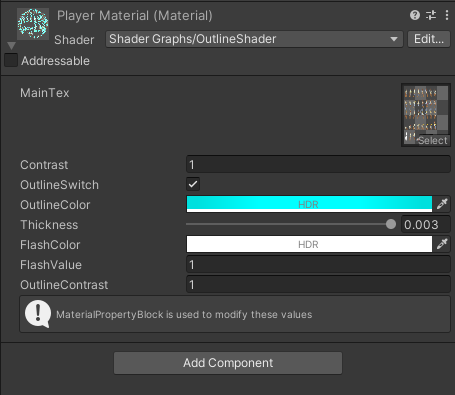 Player Material (Material)
Shader Shader Graphs/OutlineShader Edit...
Addressable
MainTex
Select
Contrast 1
OutlineSwitch
OutlineColor HDR
Thickness 0.003
FlashColor HDR
FlashValue 1
OutlineContrast 1
MaterialPropertyBlock is used to modify these values
Add Component